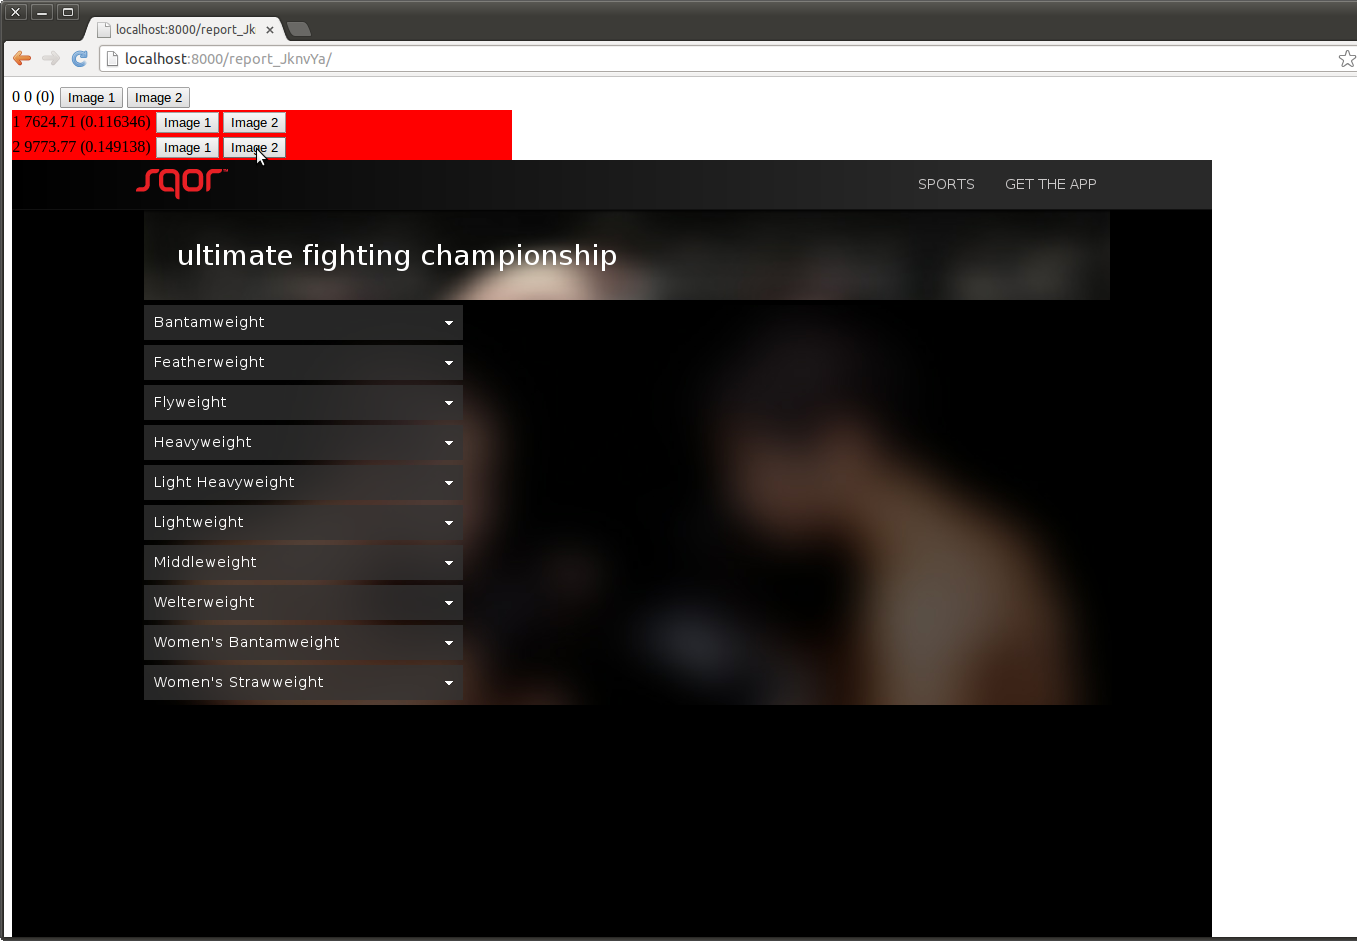 localhost:8000/report_Jk
localhost:8000/report_JknvYa/
0 0 (0) Image 1 Image 2
1 7624.71 (0.116346) Image 1 Image 2
2 9773.77 (0.149138) Image 1 Image 2
sqor™ SPORTS GET THE APP
ultimate fighting championship
Bantamweight
Featherweight
Flyweight
Heavyweight
Light Heavyweight
Lightweight
Middleweight
Welterweight
Women's Bantamweight
Women's Strawweight